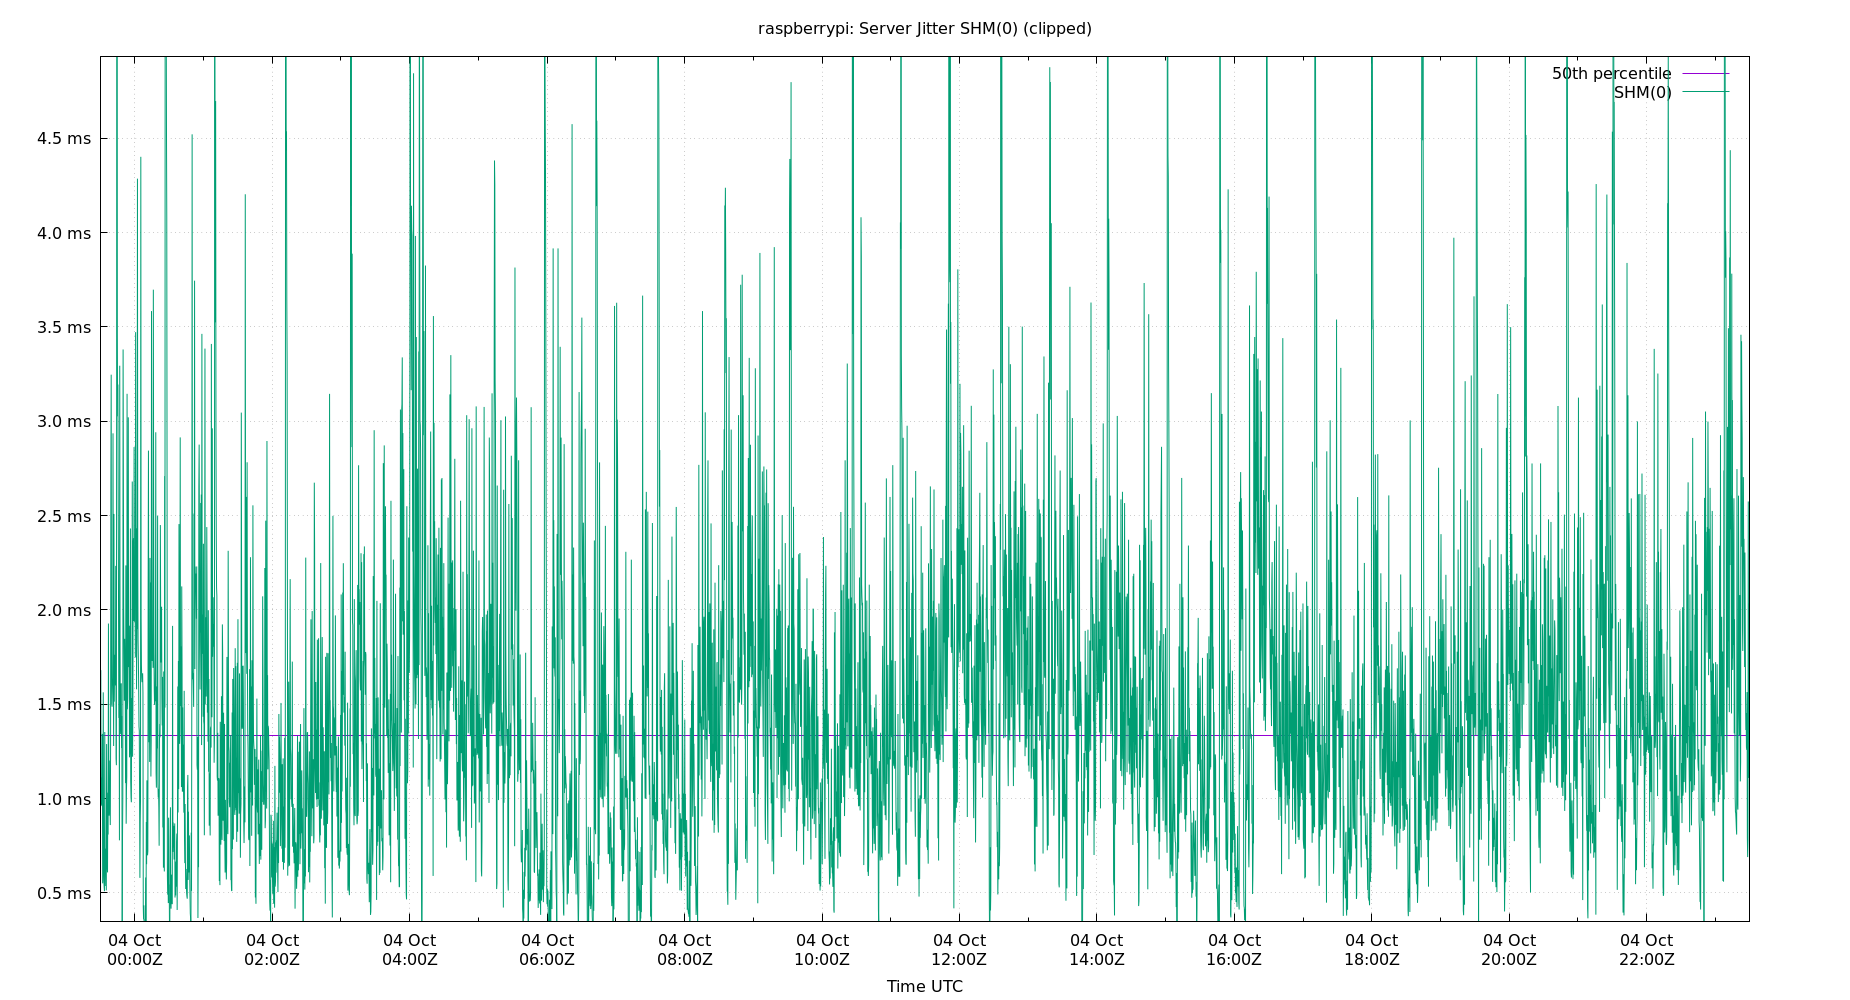 raspberrypi: Server Jitter SHM(0) (clipped)
50th percentile
SHM(0)
4.5 ms
4.0 ms
3.5 ms
3.0 ms
2.5 ms
2.0 ms
1.5 ms
1.0 ms
0.5 ms
04 Oct 04 Oct 04 Oct 04 Oct 04 Oct 04 Oct 04 Oct 04 Oct 04 Oct 04 Oct 04 Oct 04 Oct
00:00Z 02:00Z 04:00Z 06:00Z 08:00Z 10:00Z 12:00Z 14:00Z 16:00Z 18:00Z 20:00Z 22:00Z
Time UTC